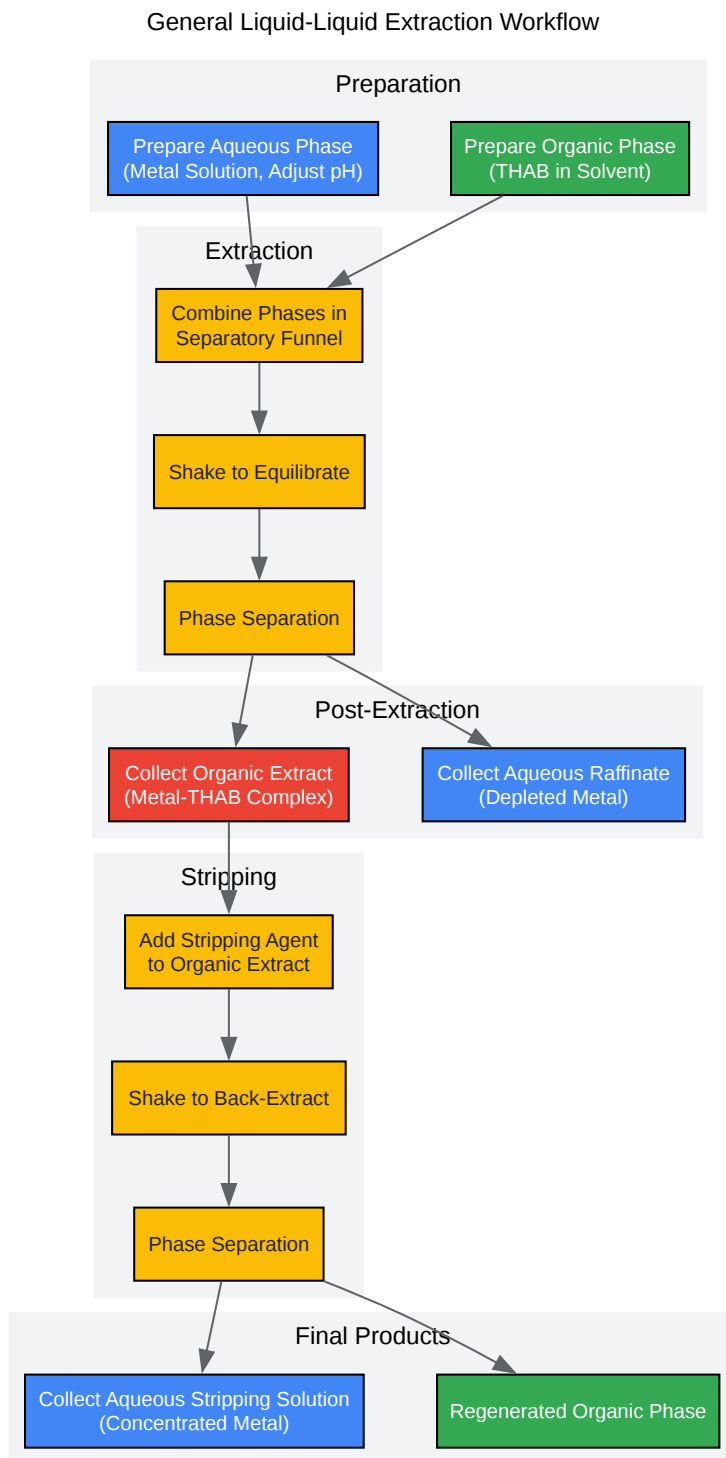 General Liquid-Liquid Extraction Workflow
Preparation
Prepare Aqueous Phase
(Metal Solution, Adjust pH)
Prepare Organic Phase
(THAB in Solvent)
Extraction
Combine Phases in
Separatory Funnel
Shake to Equilibrate
Phase Separation
Post-Extraction
Collect Organic Extract
(Metal-THAB Complex)
Collect Aqueous Raffinate
(Depleted Metal)
Stripping
Add Stripping Agent
to Organic Extract
Shake to Back-Extract
Phase Separation
Final Products
Collect Aqueous Stripping Solution
(Concentrated Metal)
Regenerated Organic Phase